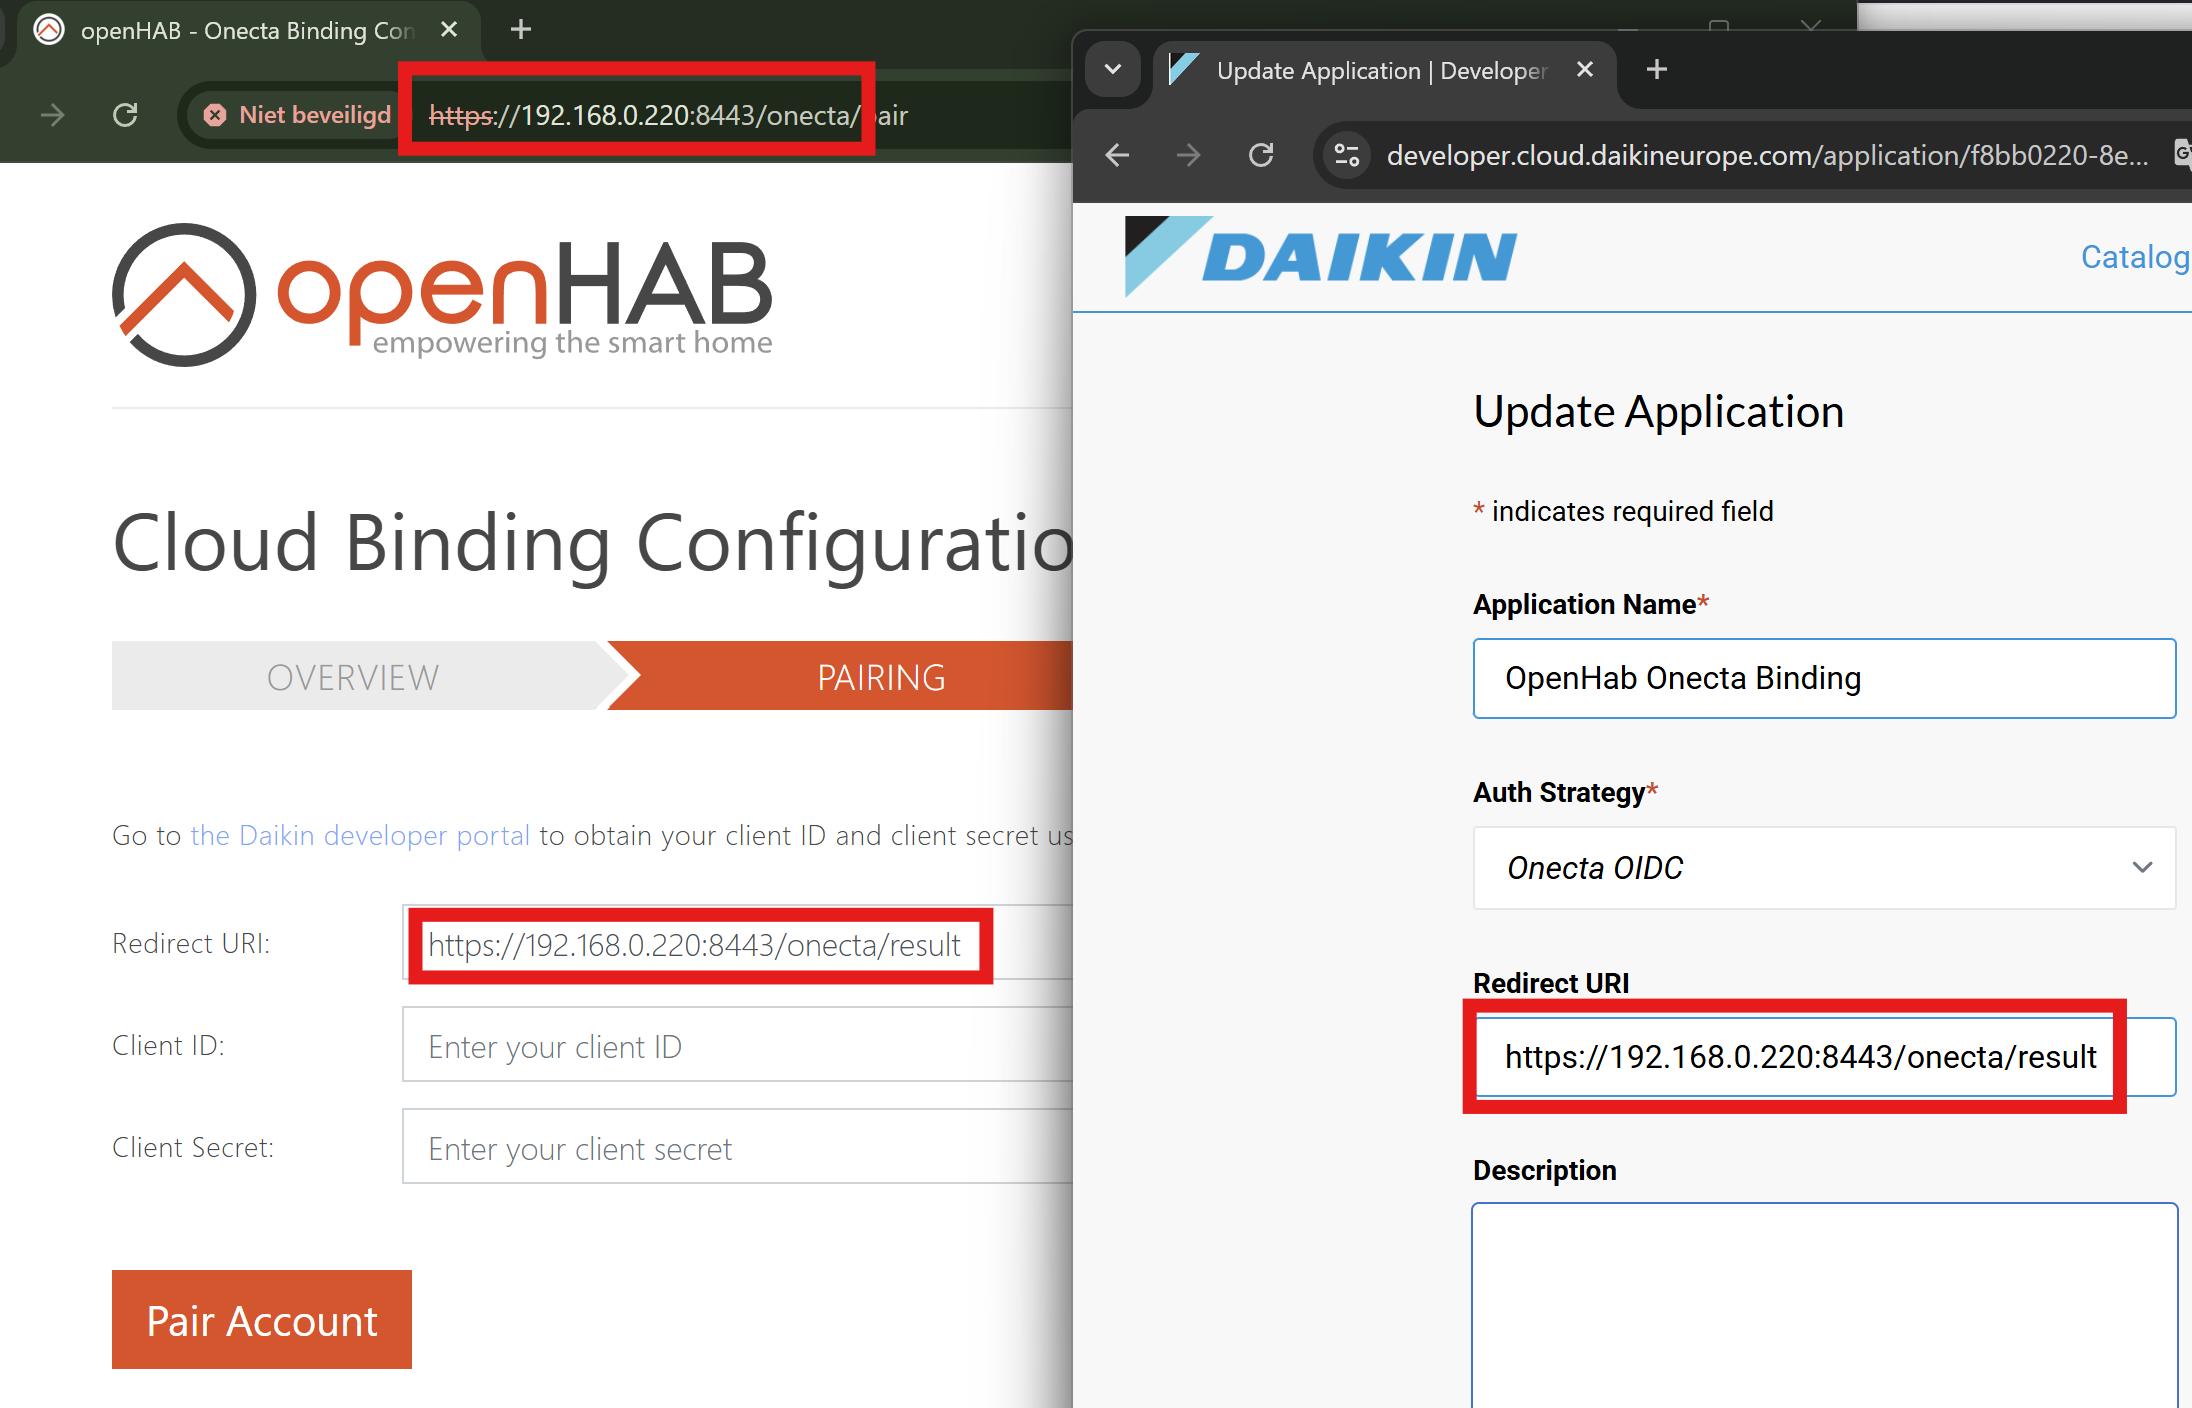 openHAB - Onecta Binding Con
Niet beveiligd
https://192.168.0.220:8443/onecta/pair
openHAB
empowering the smart home
Cloud Binding Configuratio
OVERVIEW
PAIRING
Go to the Daikin developer portal to obtain your client ID and client secret us
Redirect URI:
https://192.168.0.220:8443/onecta/result
Client ID:
Enter your client ID
Client Secret:
Enter your client secret
Pair Account
Update Application | Developer
developer.cloud.daikineurope.com/application/f8bb0220-8e...
DAIKIN
Catalog
Update Application
* indicates required field
Application Name*
OpenHab Onecta Binding
Auth Strategy*
Onecta OIDC
Redirect URI
https://192.168.0.220:8443/onecta/result
Description